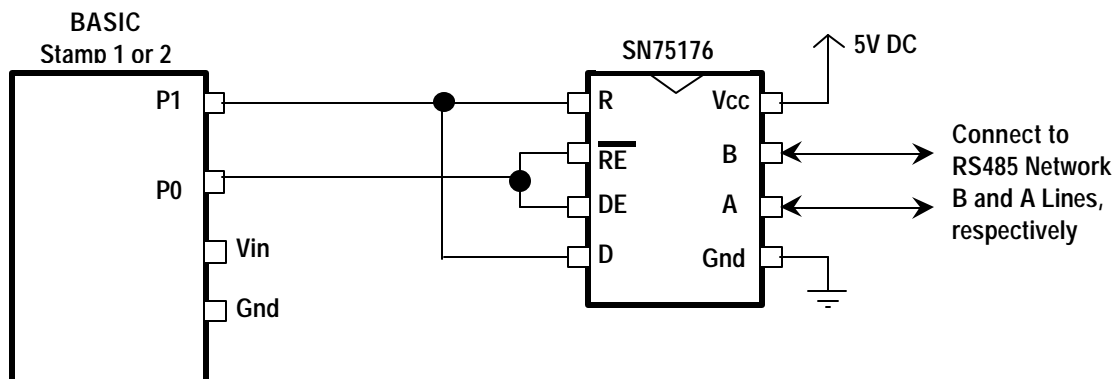 BASIC
Stamp 1 or 2
P1
P0
Vin
Gnd
SN75176
R
RE
DE
D
Vcc
B
A
Gnd
5V DC
Connect to
RS485 Network
B and A Lines,
respectively